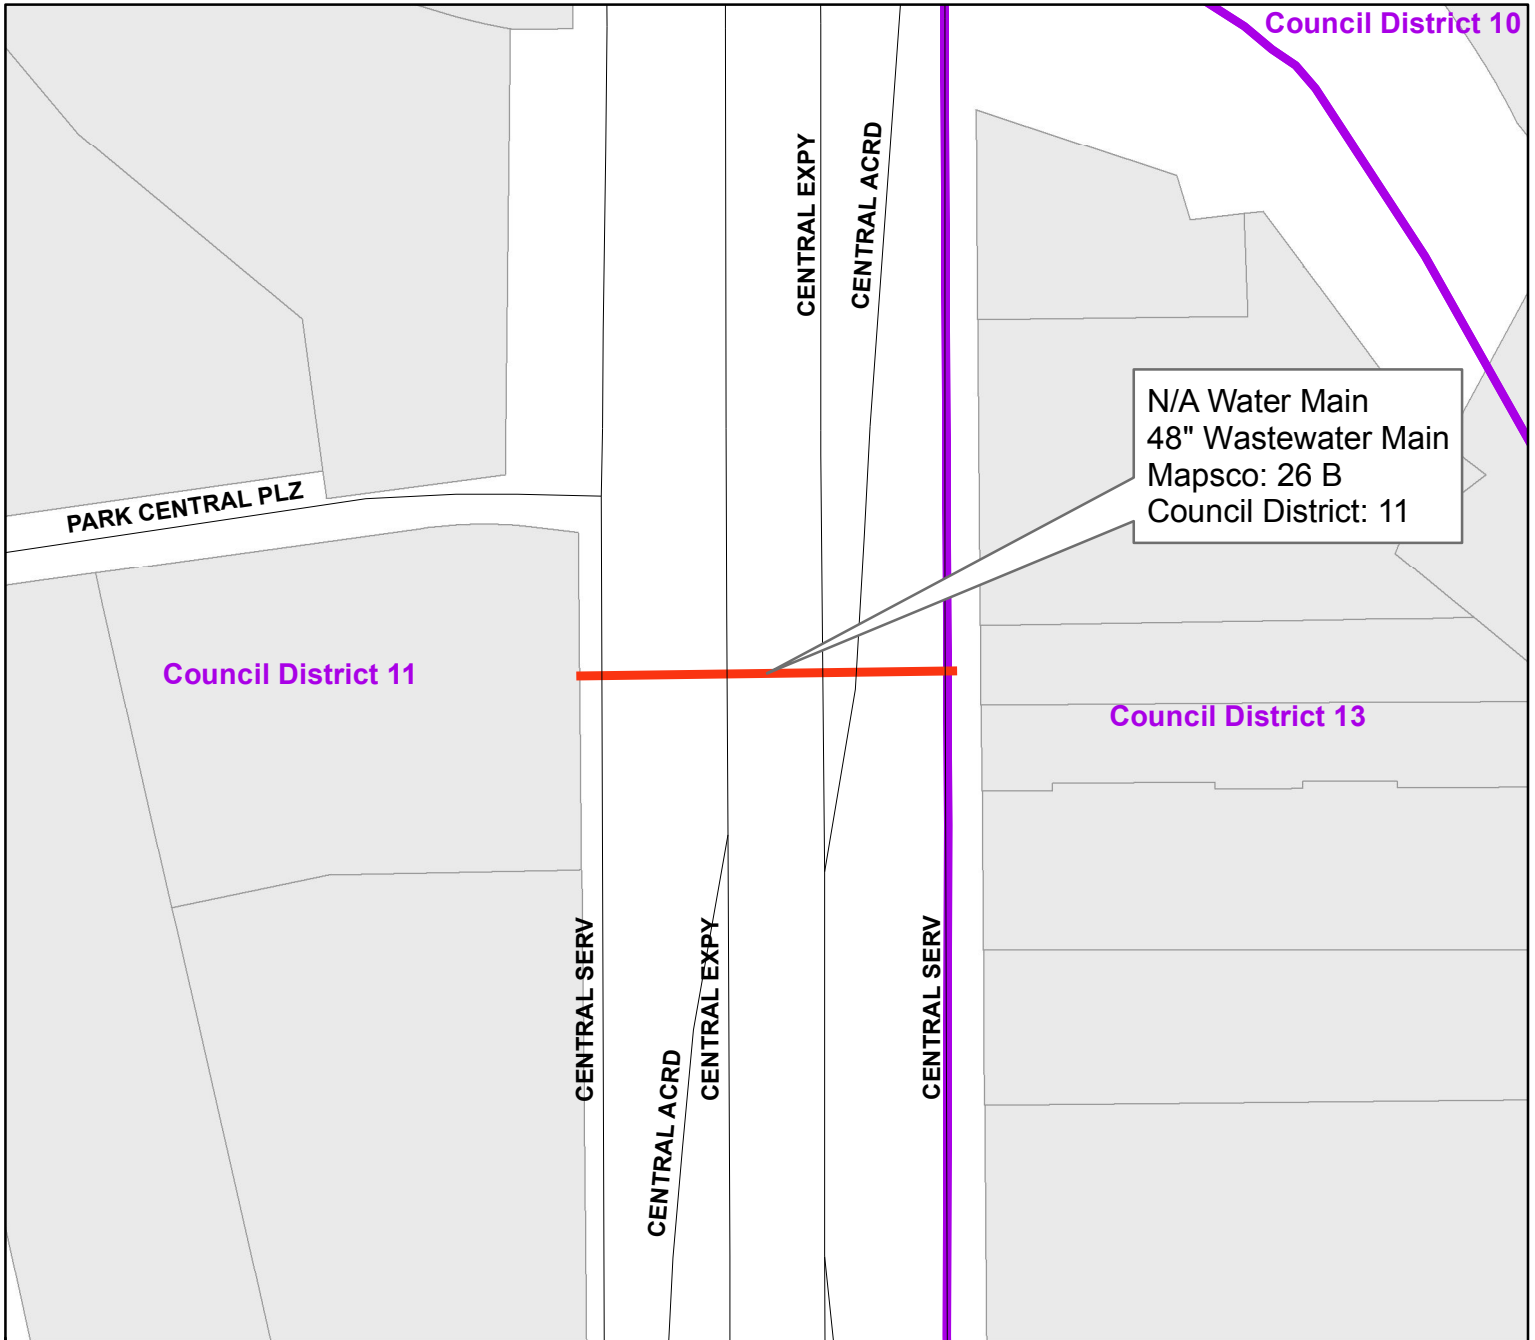 Council District 10
CENTRAL EXPY
CENTRAL ACRD
N/A Water Main
48" Wastewater Main
Mapsco: 26 B
Council District: 11
PARK CENTRAL PLZ
Council District 11
Council District 13
CENTRAL SERV
CENTRAL EXPY
CENTRAL SERV
CENTRAL ACRD